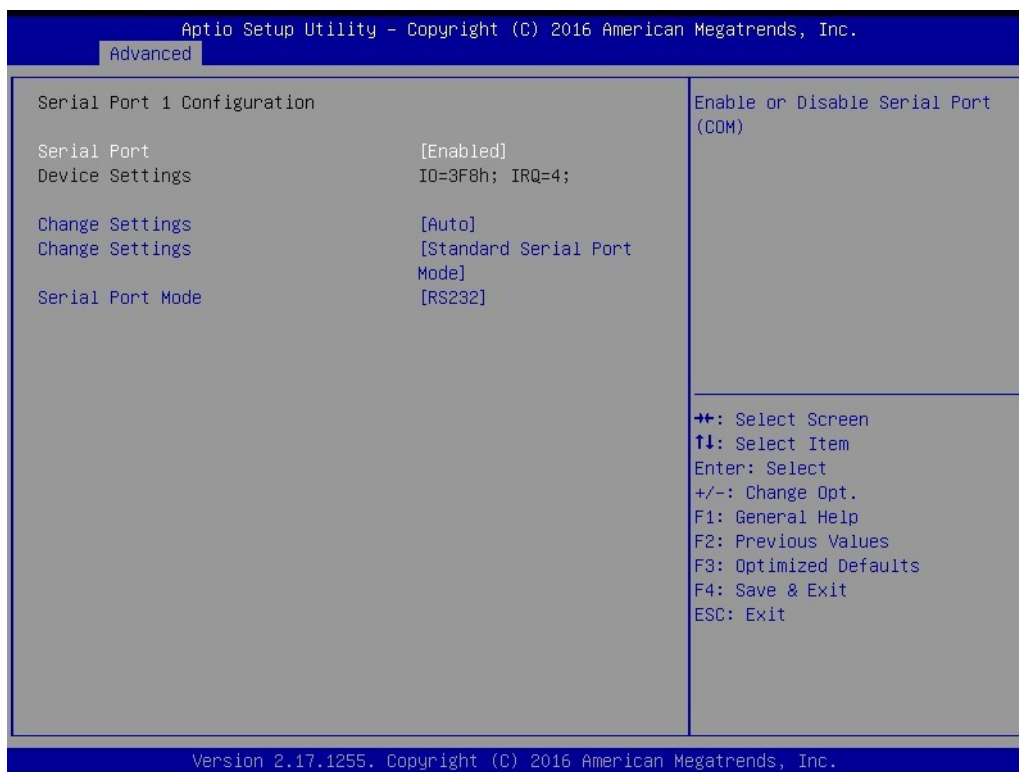 Aptio Setup Utility – Copyright (C) 2016 American Megatrends, Inc.
Advanced
Serial Port 1 Configuration
Serial Port [Enabled]
Device Settings IO=3F8h; IRQ=4;
Change Settings [Auto]
Change Settings [Standard Serial Port
Mode]
Serial Port Mode [RS232]
Enable or Disable Serial Port
(COM)
→←: Select Screen
↑↓: Select Item
Enter: Select
+/-: Change Opt.
F1: General Help
F2: Previous Values
F3: Optimized Defaults
F4: Save & Exit
ESC: Exit
Version 2.17.1255. Copyright (C) 2016 American Megatrends, Inc.